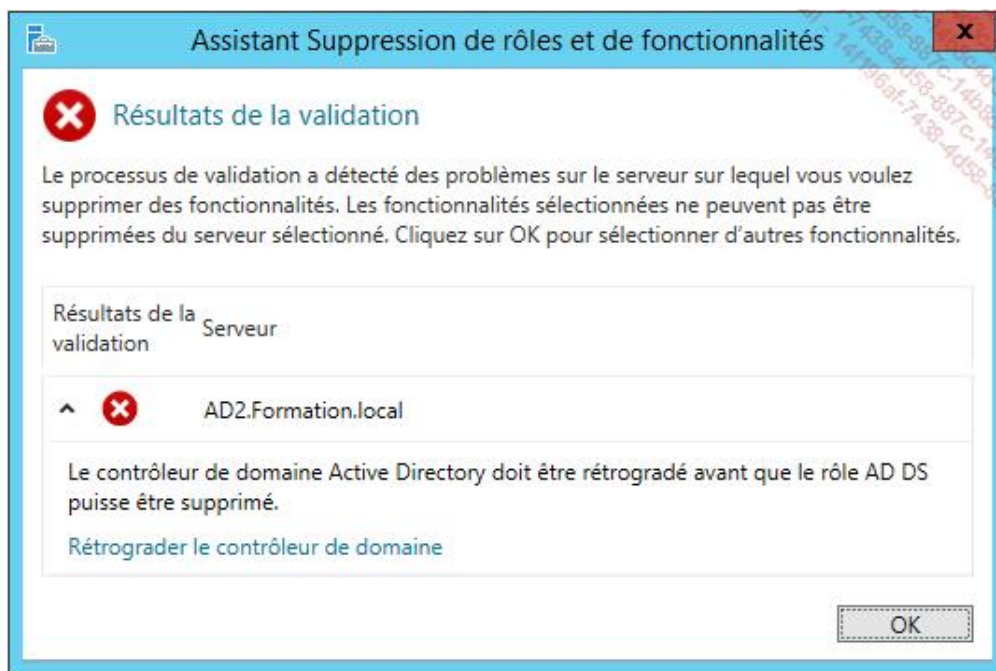 Assistant Suppression de rôles et de fonctionnalités
x
Résultats de la validation
Le processus de validation a détecté des problèmes sur le serveur sur lequel vous voulez
supprimer des fonctionnalités. Les fonctionnalités sélectionnées ne peuvent pas être
supprimées du serveur sélectionné. Cliquez sur OK pour sélectionner d'autres fonctionnalités.
Résultats de la
validation
Serveur
AD2.Formation.local
Le contrôleur de domaine Active Directory doit être rétrogradé avant que le rôle AD DS
puisse être supprimé.
Rétrograder le contrôleur de domaine
OK